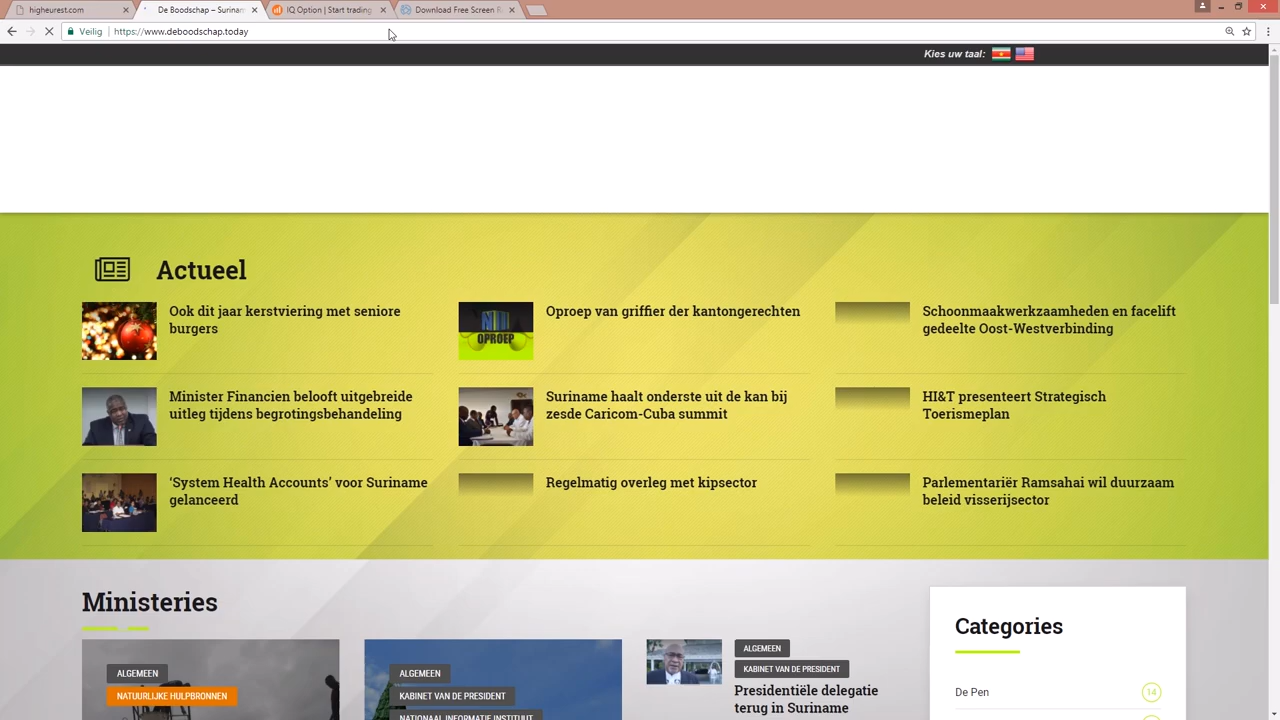 higheurest.com
De Boodschap – Surinam
IQ Option | Start trading
Download Free Screen R
Veilig
https://www.deboodschap.today
Kies uw taal:
Actueel
Ook dit jaar kerstviering met seniore
burgers
Oproep van griffier der kantongerechten
OPROEP
Schoonmaakwerkzaamheden en facelift
gedeelte Oost-Westverbinding
Minister Financien belooft uitgebreide
uitleg tijdens begrotingsbehandeling
Suriname haalt onderste uit de kan bij
zesde Caricom-Cuba summit
HI&T presenteert Strategisch
Toerismeplan
‘System Health Accounts’ voor Suriname
gelanceerd
Regelmatig overleg met kipsector
Parlementariër Ramsahai wil duurzaam
beleid visserijsector
Ministeries
ALGEMEEN
NATUURLIJKE HULPBRONNEN
ALGEMEEN
KABINET VAN DE PRESIDENT
NATIONAAL INFORMATIE INSTITUUT
ALGEMEEN
KABINET VAN DE PRESIDENT
Presidentiële delegatie
terug in Suriname
Categories
De Pen
14